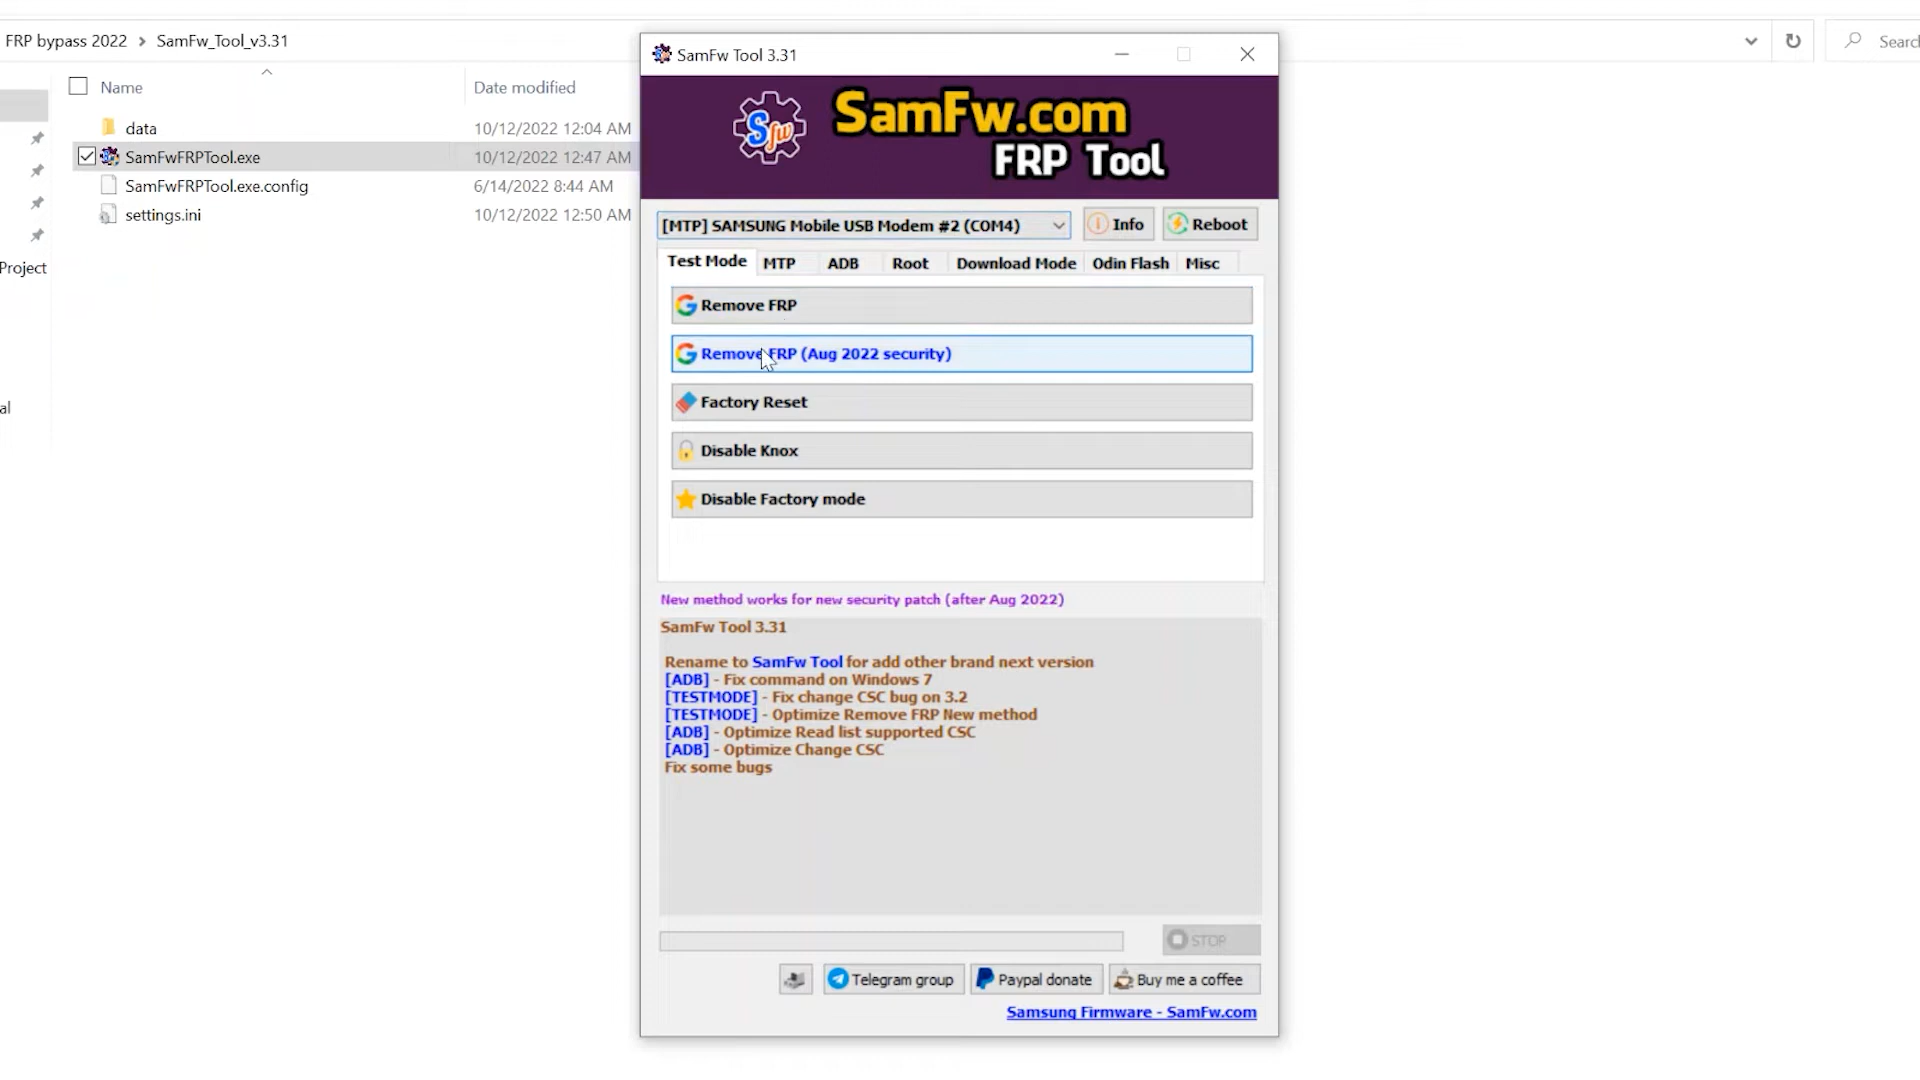 FRP bypass 2022 > SamFw_Tool_v3.31
Searc
Name Date modified
data 10/12/2022 12:04 AM
SamFwFRPTool.exe 10/12/2022 12:47 AM
SamFwFRPTool.exe.config 6/14/2022 8:44 AM
settings.ini 10/12/2022 12:50 AM
Project
al
SamFw Tool 3.31
Sfw
SamFw.com
FRP Tool
[MTP] SAMSUNG Mobile USB Modem #2 (COM4) Info Reboot
Test Mode MTP ADB Root Download Mode Odin Flash Misc
Remove FRP
Remove FRP (Aug 2022 security)
Factory Reset
Disable Knox
Disable Factory mode
New method works for new security patch (after Aug 2022)
SamFw Tool 3.31
Rename to SamFw Tool for add other brand next version
[ADB] - Fix command on Windows 7
[TESTMODE] - Fix change CSC bug on 3.2
[TESTMODE] - Optimize Remove FRP New method
[ADB] - Optimize Read list supported CSC
[ADB] - Optimize Change CSC
Fix some bugs
STOP
Telegram group Paypal donate Buy me a coffee
Samsung Firmware - SamFw.com